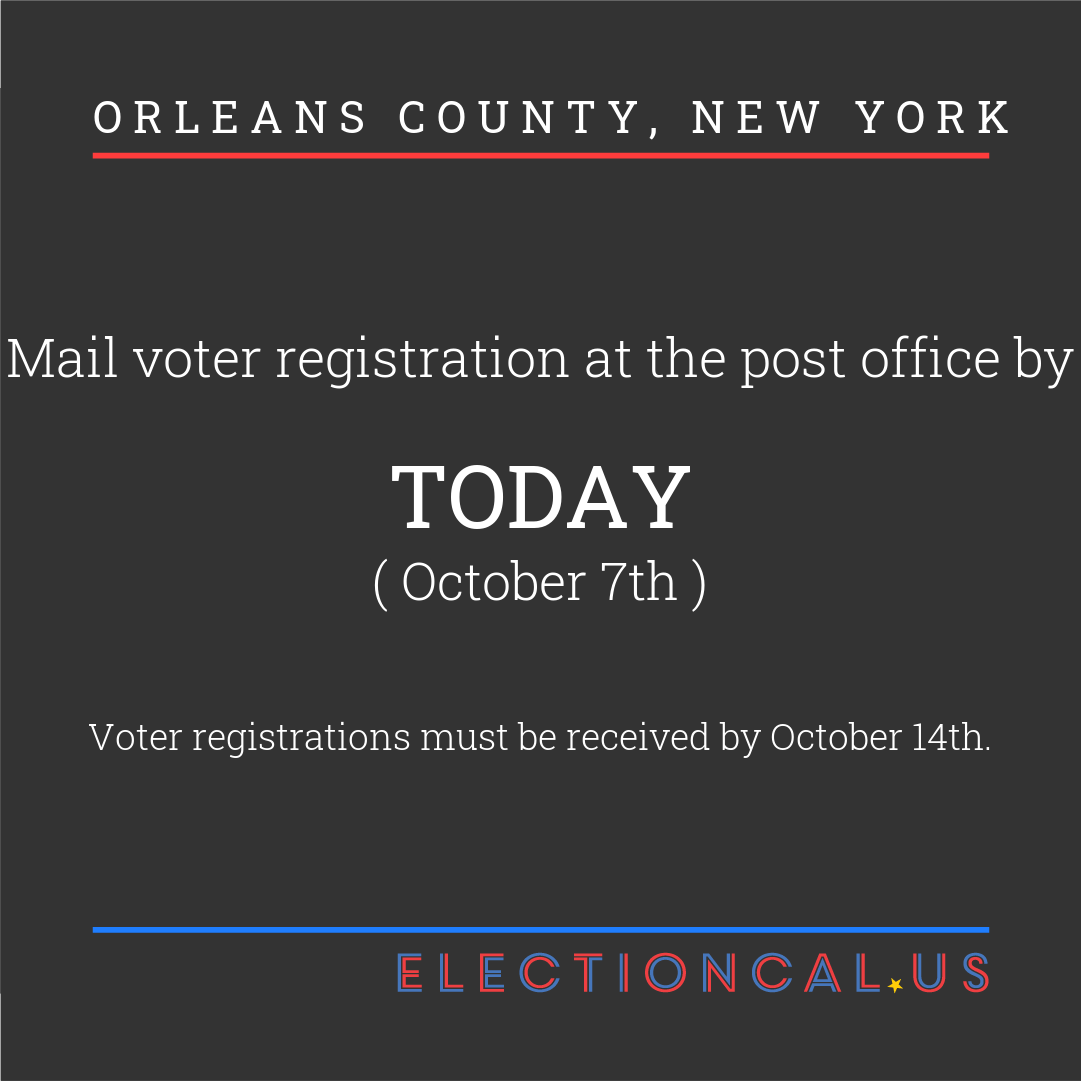 ORLEANS COUNTY, NEW YORK
Mail voter registration at the post office by
TODAY
( October 7th )
Voter registrations must be received by October 14th.
ELECTIONCAL.US